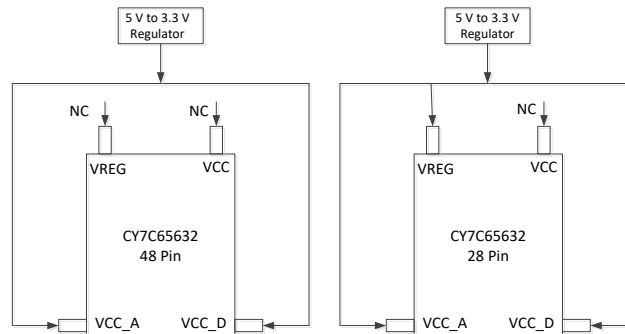 5 V to 3.3 V
Regulator
NC
NC
VREG
VCC
CY7C65632
48 Pin
VCC_A
VCC_D
5 V to 3.3 V
Regulator
NC
VREG
VCC
CY7C65632
28 Pin
VCC_A
VCC_D